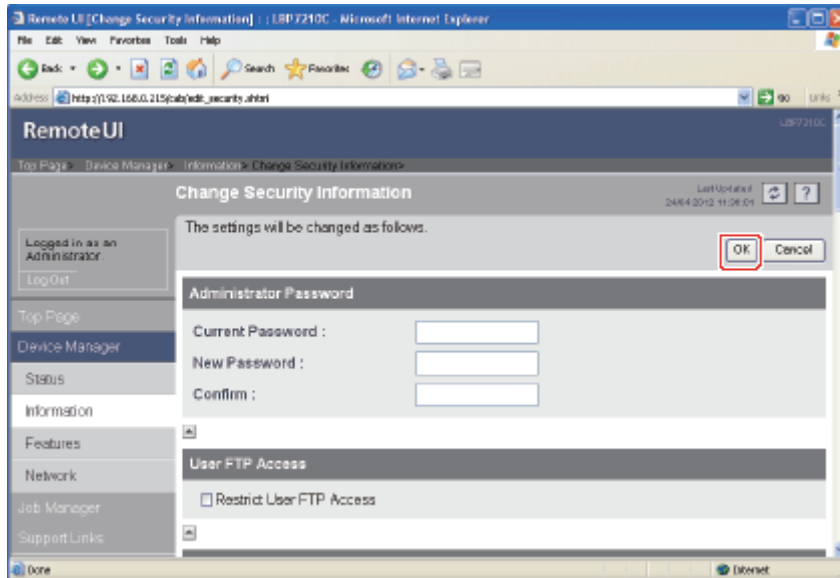 Remote UI [Change Security Information] : ; LBP7210C - Microsoft Internet Explorer
File Edit View Favorites Tools Help
Back Search Favorites
Address http://192.168.0.215/cab/edit_security.shtml Go Links
LBP7210C
RemoteUI
Top Page> Device Manager> Information> Change Security Information>
Change Security Information
Last Updated
24/04 2012 11:36:01
?
The settings will be changed as follows.
OK Cancel
Logged in as an
Administrator.
Log Out
Administrator Password
Top Page
Current Password :
Device Manager
New Password :
Status
Confirm :
Information
Features
User FTP Access
Network
Restrict User FTP Access
Job Manager
Support Links
Done Internet